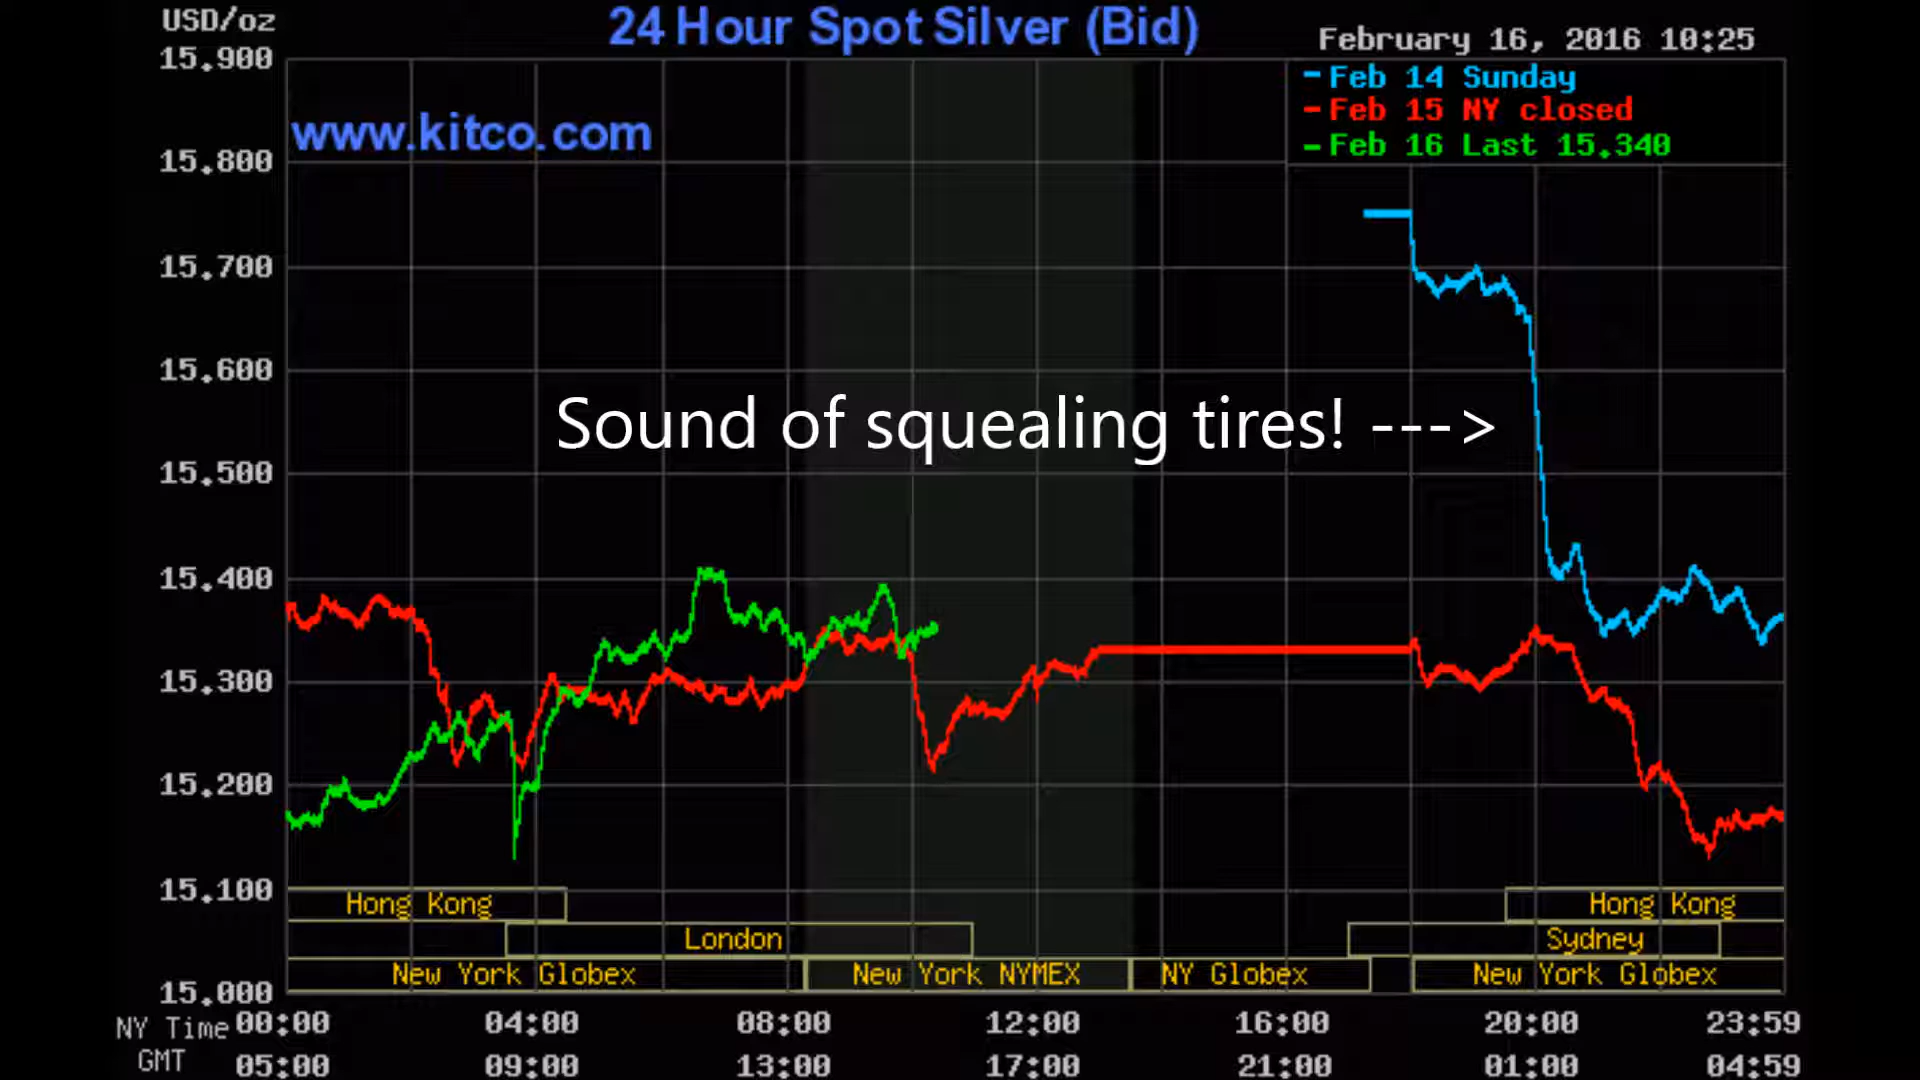 USD/oz
24 Hour Spot Silver (Bid)
February 16, 2016 10:25
Feb 14 Sunday
Feb 15 NY closed
Feb 16 Last 15.340
www.kitco.com
15.900
15.800
15.700
15.600
Sound of squealing tires! --->
15.500
15.400
15.300
15.200
15.100
15.000
Hong Kong
Hong Kong
London
Sydney
New York Globex
New York NYMEX
NY Globex
New York Globex
NY Time 00:00 04:00 08:00 12:00 16:00 20:00 23:59
GMT 05:00 09:00 13:00 17:00 21:00 01:00 04:59